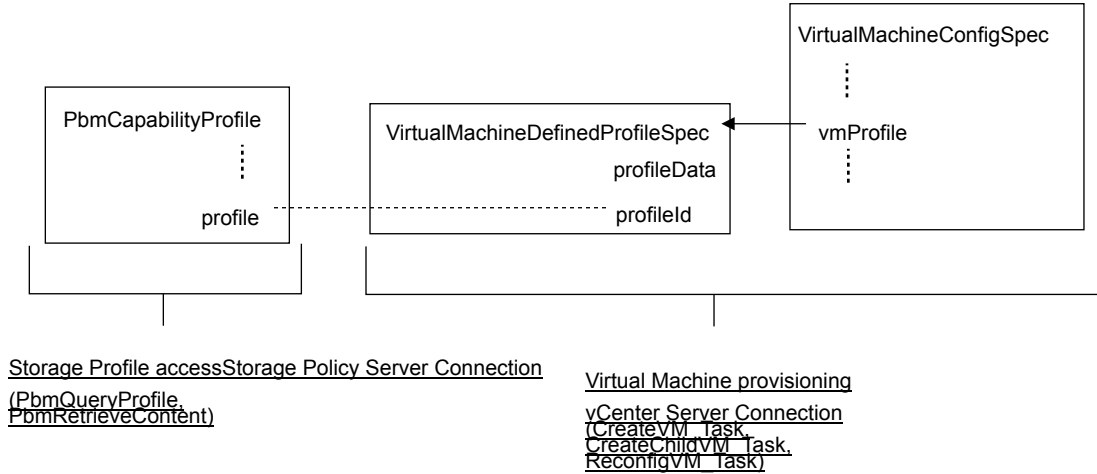 VirtualMachineConfigSpec
PbmCapabilityProfile
VirtualMachineDefinedProfileSpec
vmProfile
profileData
profile
profileId
Storage Profile accessStorage Policy Server Connection
(PbmQueryProfile,
PbmRetrieveContent)
Virtual Machine provisioning
vCenter Server Connection
(CreateVM_Task,
CreateChildVM_Task,
ReconfigVM_Task)